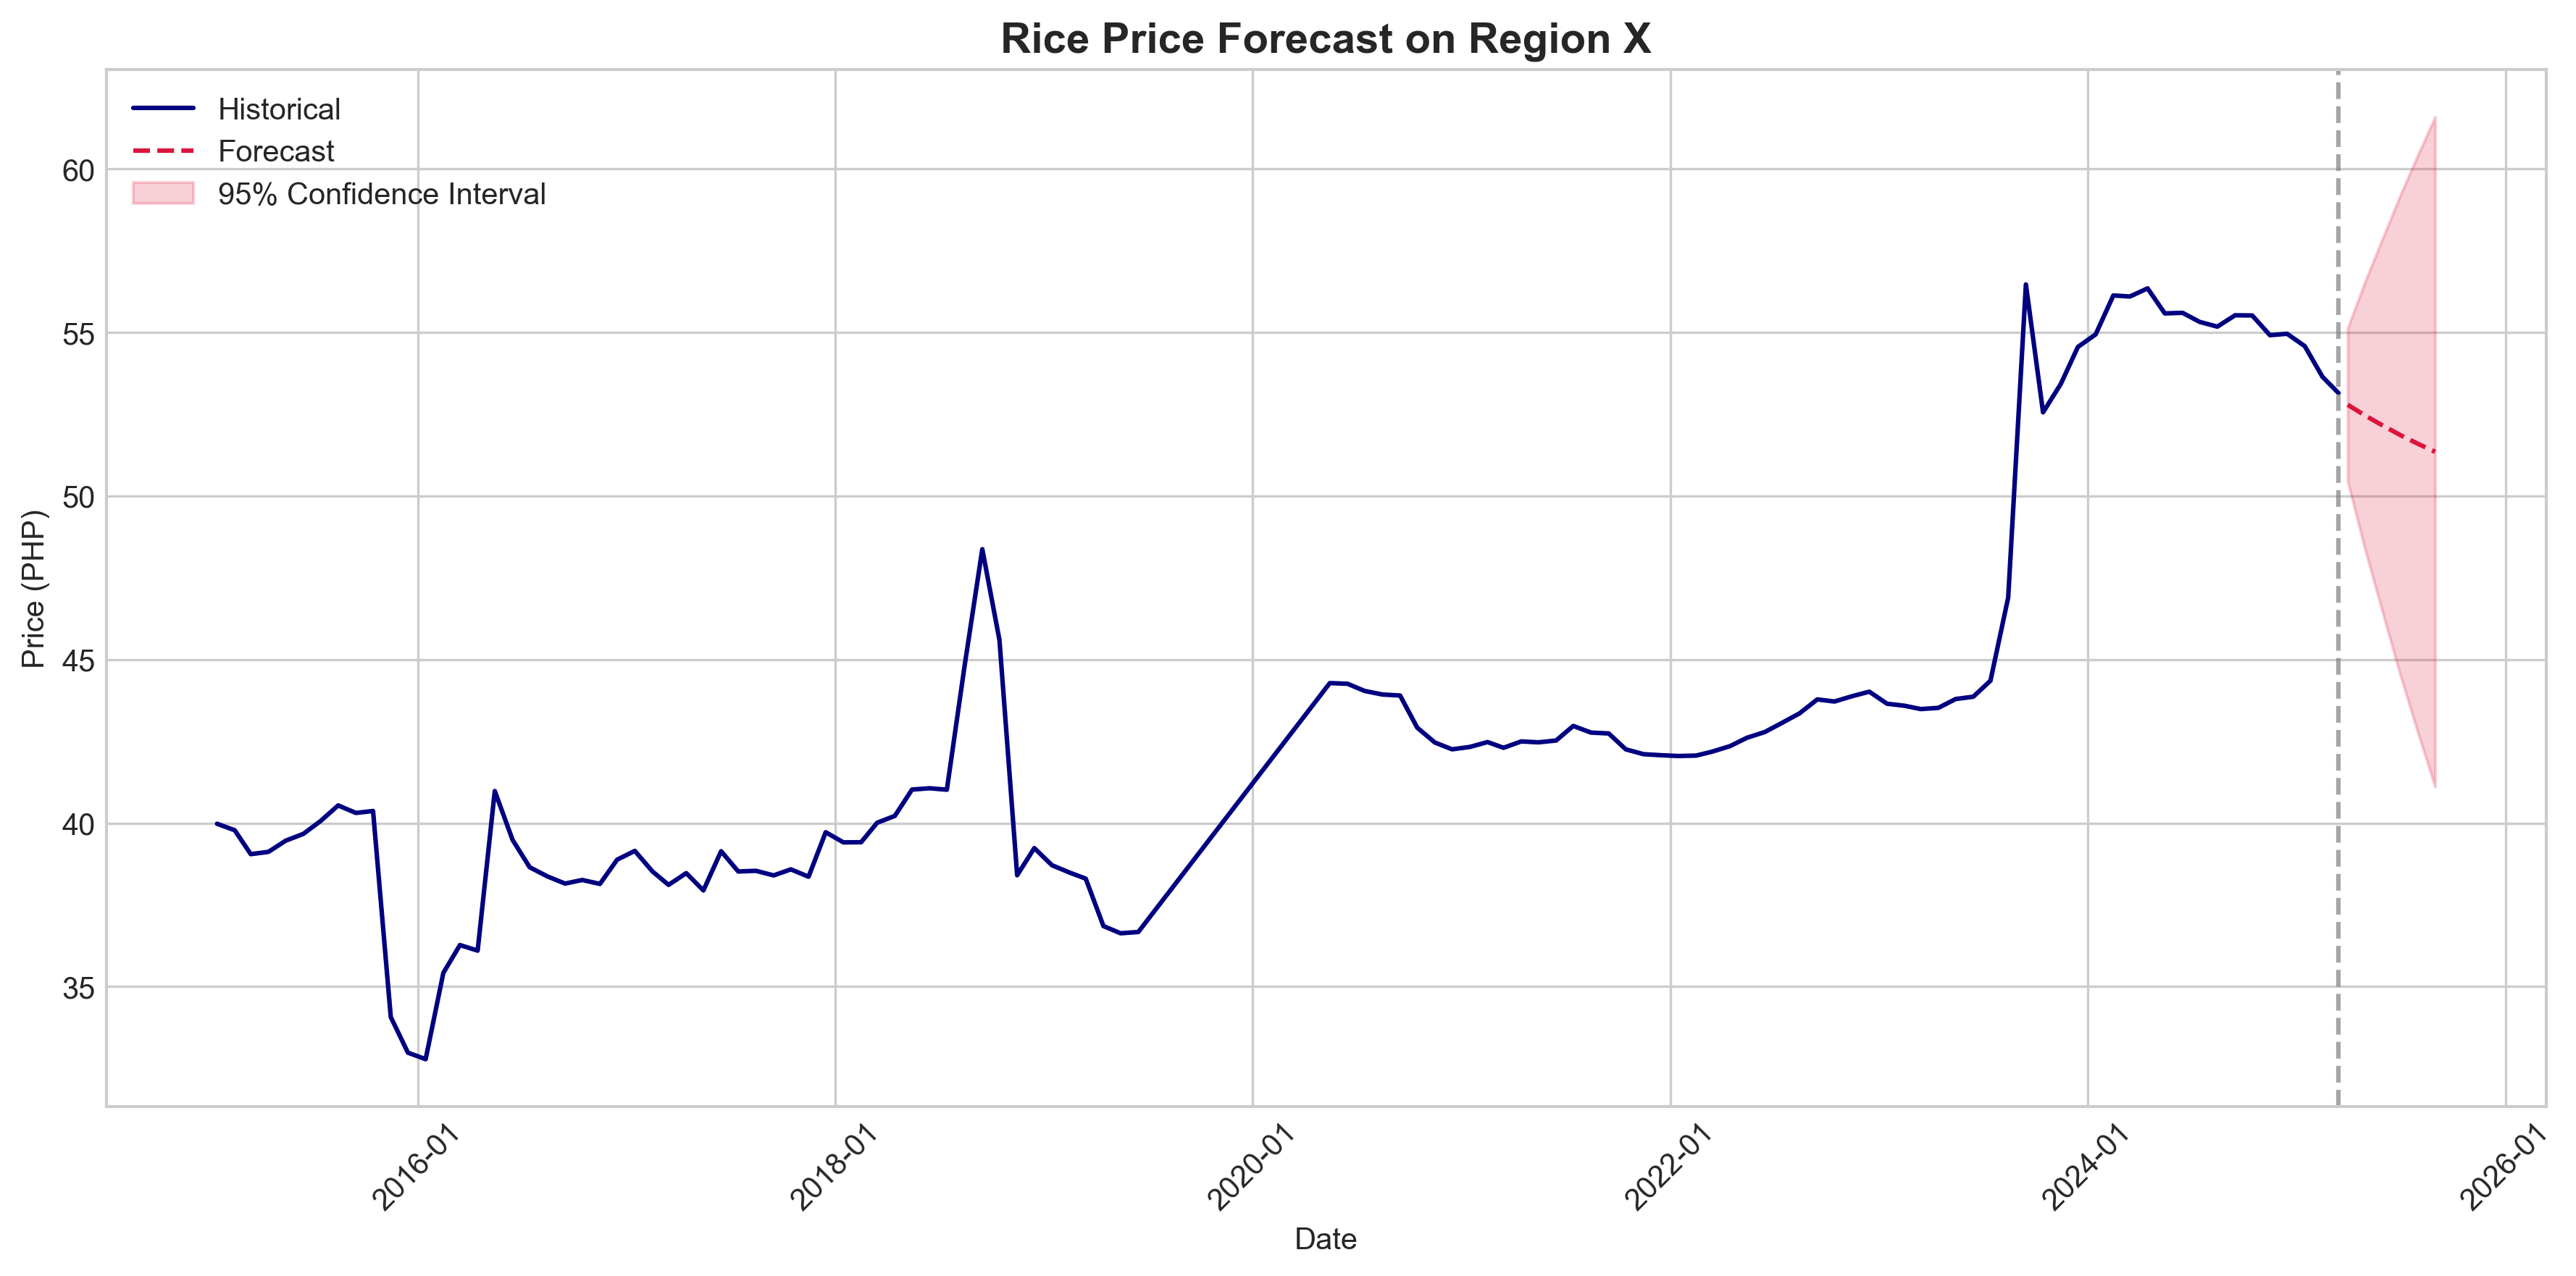 Rice Price Forecast on Region X
Historical
Forecast
95% Confidence Interval
Price (PHP)
60
55
50
45
40
35
2016-01
2018-01
2020-01
2022-01
2024-01
2026-01
Date